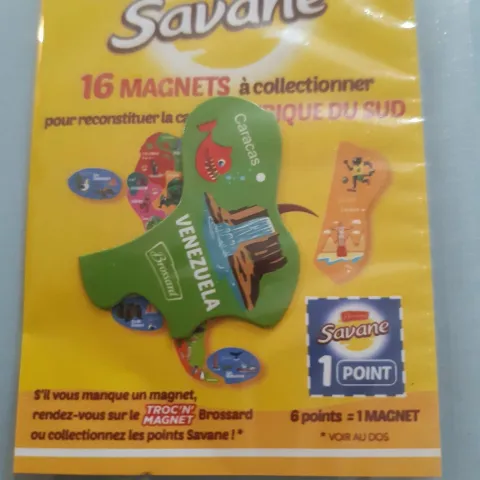 Savane
16 MAGNETS à collectionner
pour reconstituer la ca RIQUE DU SUD
Caracas
VENEZUELA
Brossard
Savane
1 POINT
S'il vous manque un magnet,
rendez-vous sur le TROC'N' MAGNET Brossard
ou collectionnez les points Savane ! *
6 points = 1 MAGNET
* VOIR AU DOS